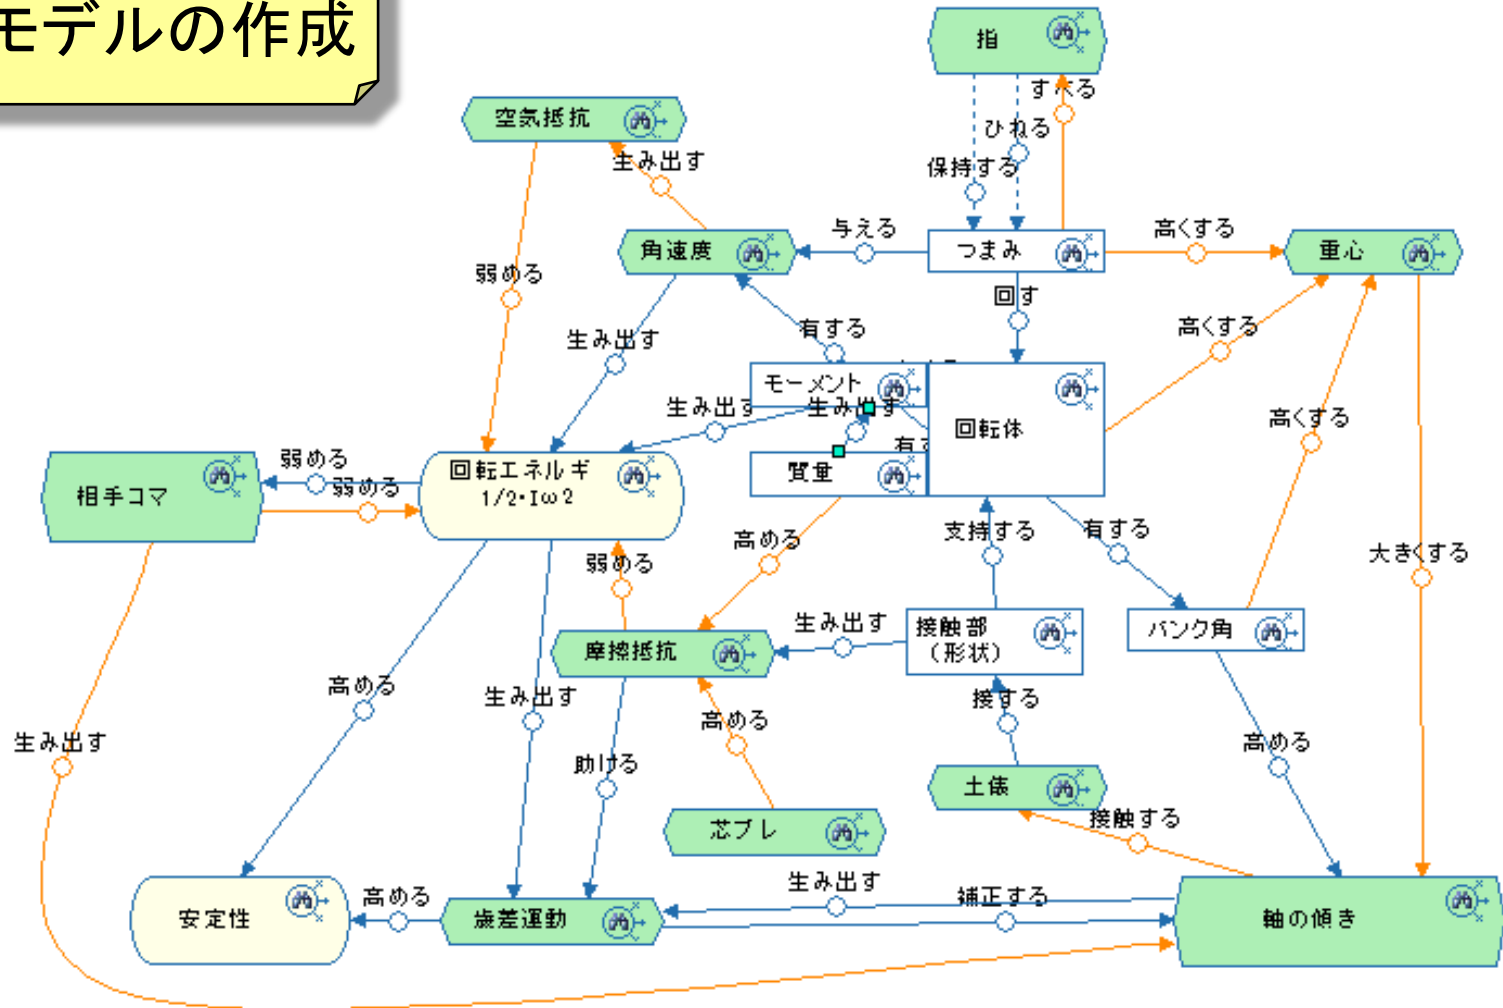 モデルの作成
指
すべる
ひねる
保持する
空気抵抗
生み出す
角速度
与える
つまみ
高くする
重心
弱める
回す
生み出す
有する
高くする
モーメント
生み出す
生み出す
回転体
高くする
有す
質量
弱める
弱める
回転エネルギ
1/2・Iω2
相手コマ
支持する
有する
高める
大きくする
弱める
摩擦抵抗
生み出す
接触部
（形状）
バンク角
高める
生み出す
接する
高める
生み出す
高める
助ける
土俵
接触する
芯ブレ
生み出す
補正する
安定性
高める
歳差運動
軸の傾き